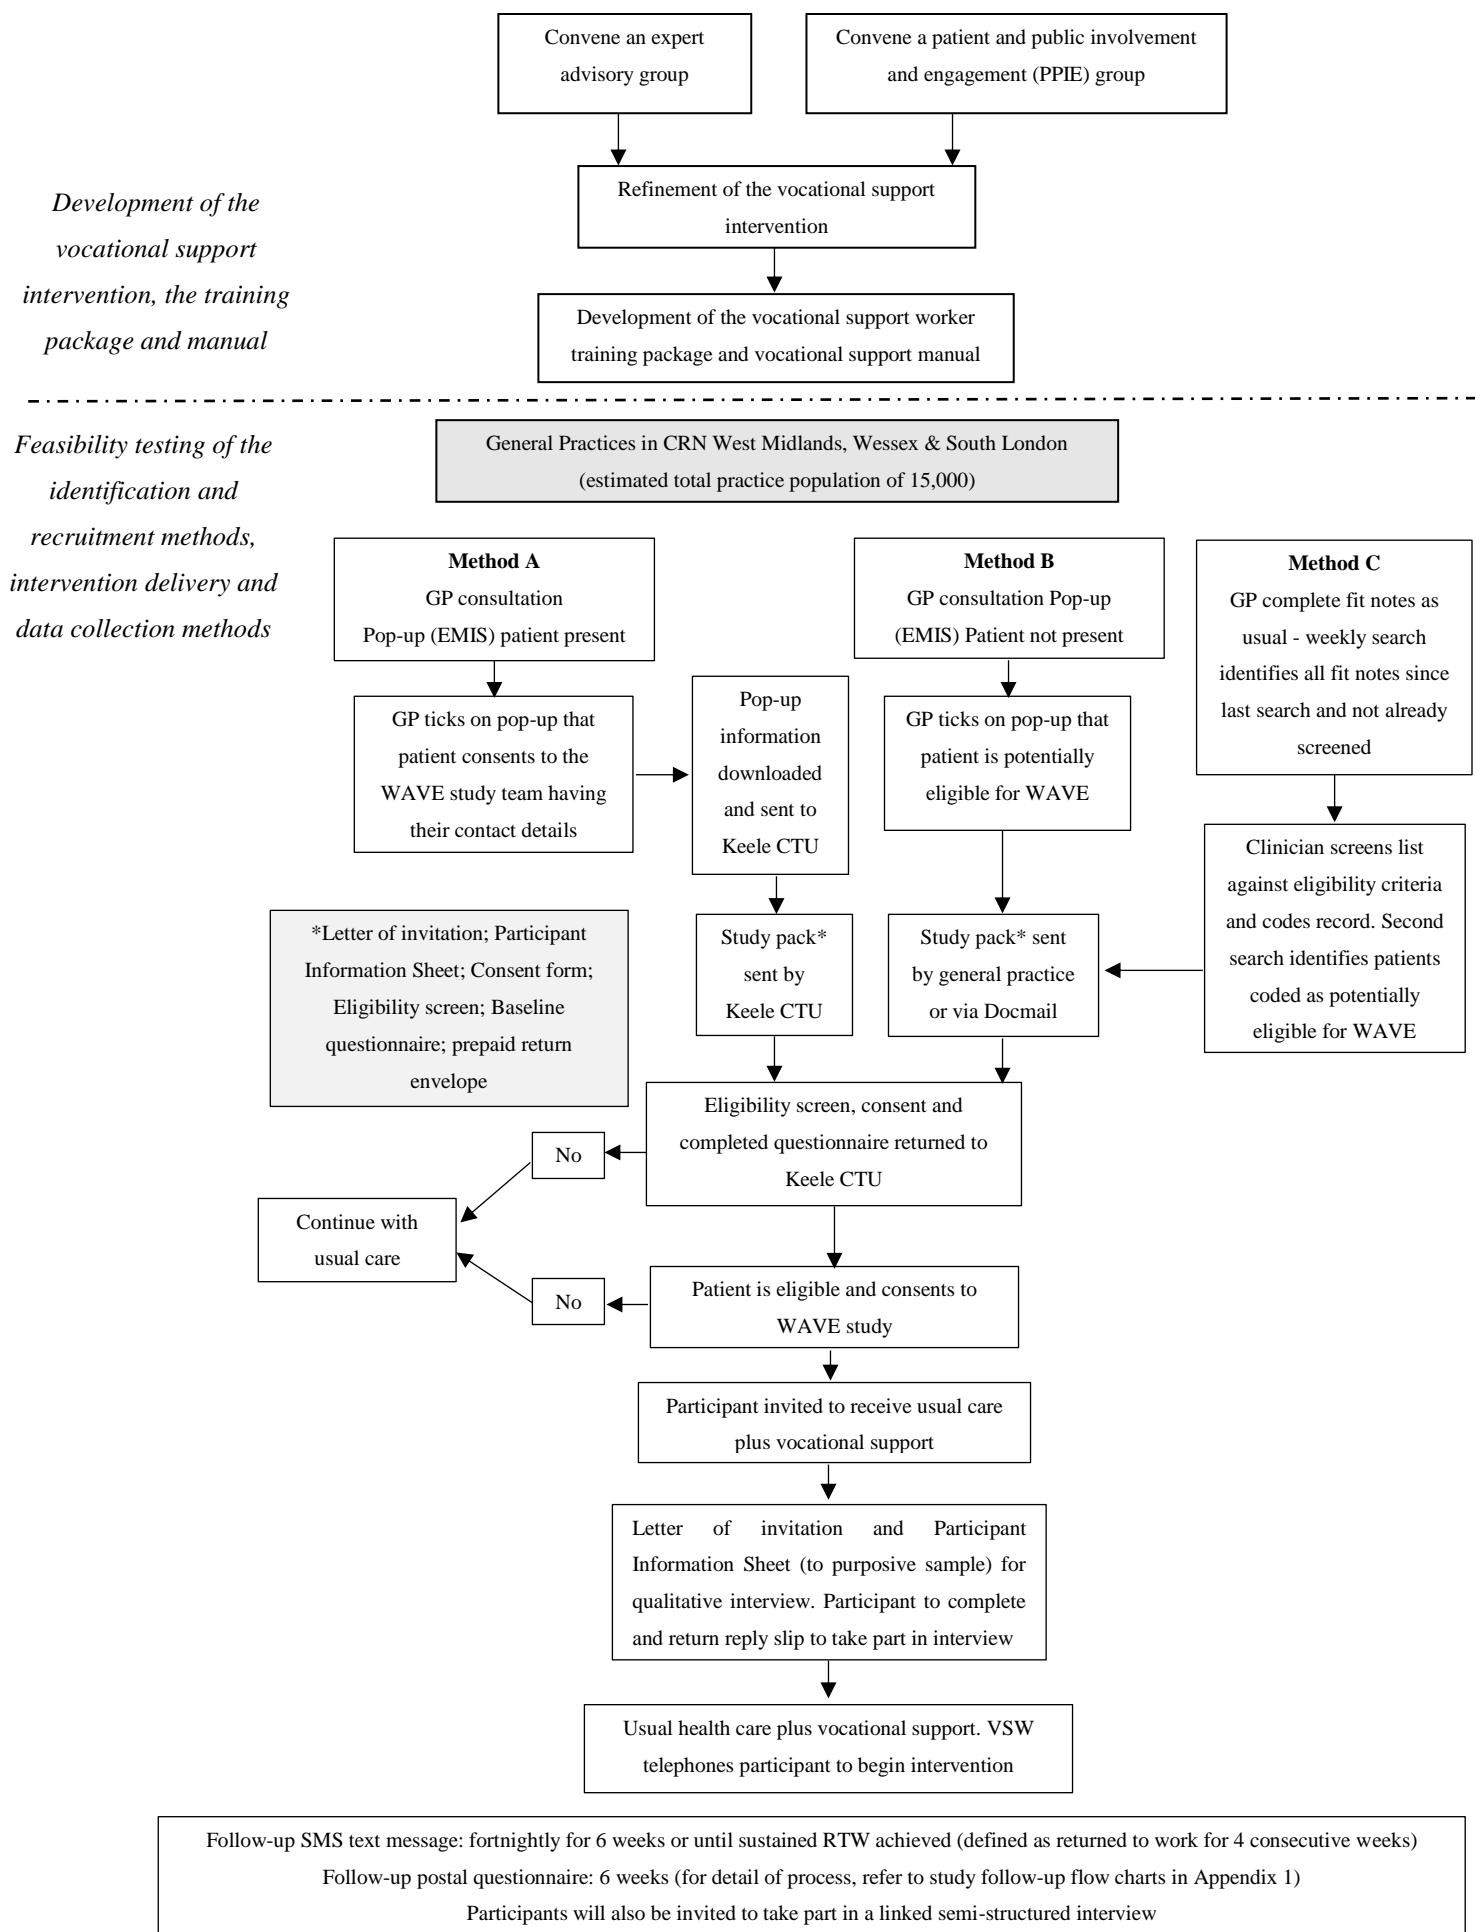 Convene an expert
advisory group
Convene a patient and public involvement
and engagement (PPIE) group
Refinement of the vocational support
intervention
Development of the vocational support worker
training package and vocational support manual
Development of the
vocational support
intervention, the training
package and manual
Feasibility testing of the
identification and
recruitment methods,
intervention delivery and
data collection methods
General Practices in CRN West Midlands, Wessex & South London
(estimated total practice population of 15,000)
Method A
GP consultation
Pop-up (EMIS) patient present
Method B
GP consultation Pop-up
(EMIS) Patient not present
Method C
GP complete fit notes as
usual - weekly search
identifies all fit notes since
last search and not already
screened
GP ticks on pop-up that
patient consents to the
WAVE study team having
their contact details
Pop-up
information
downloaded
and sent to
Keele CTU
GP ticks on pop-up that
patient is potentially
eligible for WAVE
Clinician screens list
against eligibility criteria
and codes record. Second
search identifies patients
coded as potentially
eligible for WAVE
*Letter of invitation; Participant
Information Sheet; Consent form;
Eligibility screen; Baseline
questionnaire; prepaid return
envelope
Study pack*
sent by
Keele CTU
Study pack* sent
by general practice
or via Docmail
Eligibility screen, consent and
completed questionnaire returned to
Keele CTU
No
Continue with
usual care
No
Patient is eligible and consents to
WAVE study
Participant invited to receive usual care
plus vocational support
Letter of invitation and Participant
Information Sheet (to purposive sample) for
qualitative interview. Participant to complete
and return reply slip to take part in interview
Usual health care plus vocational support. VSW
telephones participant to begin intervention
Follow-up SMS text message: fortnightly for 6 weeks or until sustained RTW achieved (defined as returned to work for 4 consecutive weeks)
Follow-up postal questionnaire: 6 weeks (for detail of process, refer to study follow-up flow charts in Appendix 1)
Participants will also be invited to take part in a linked semi-structured interview